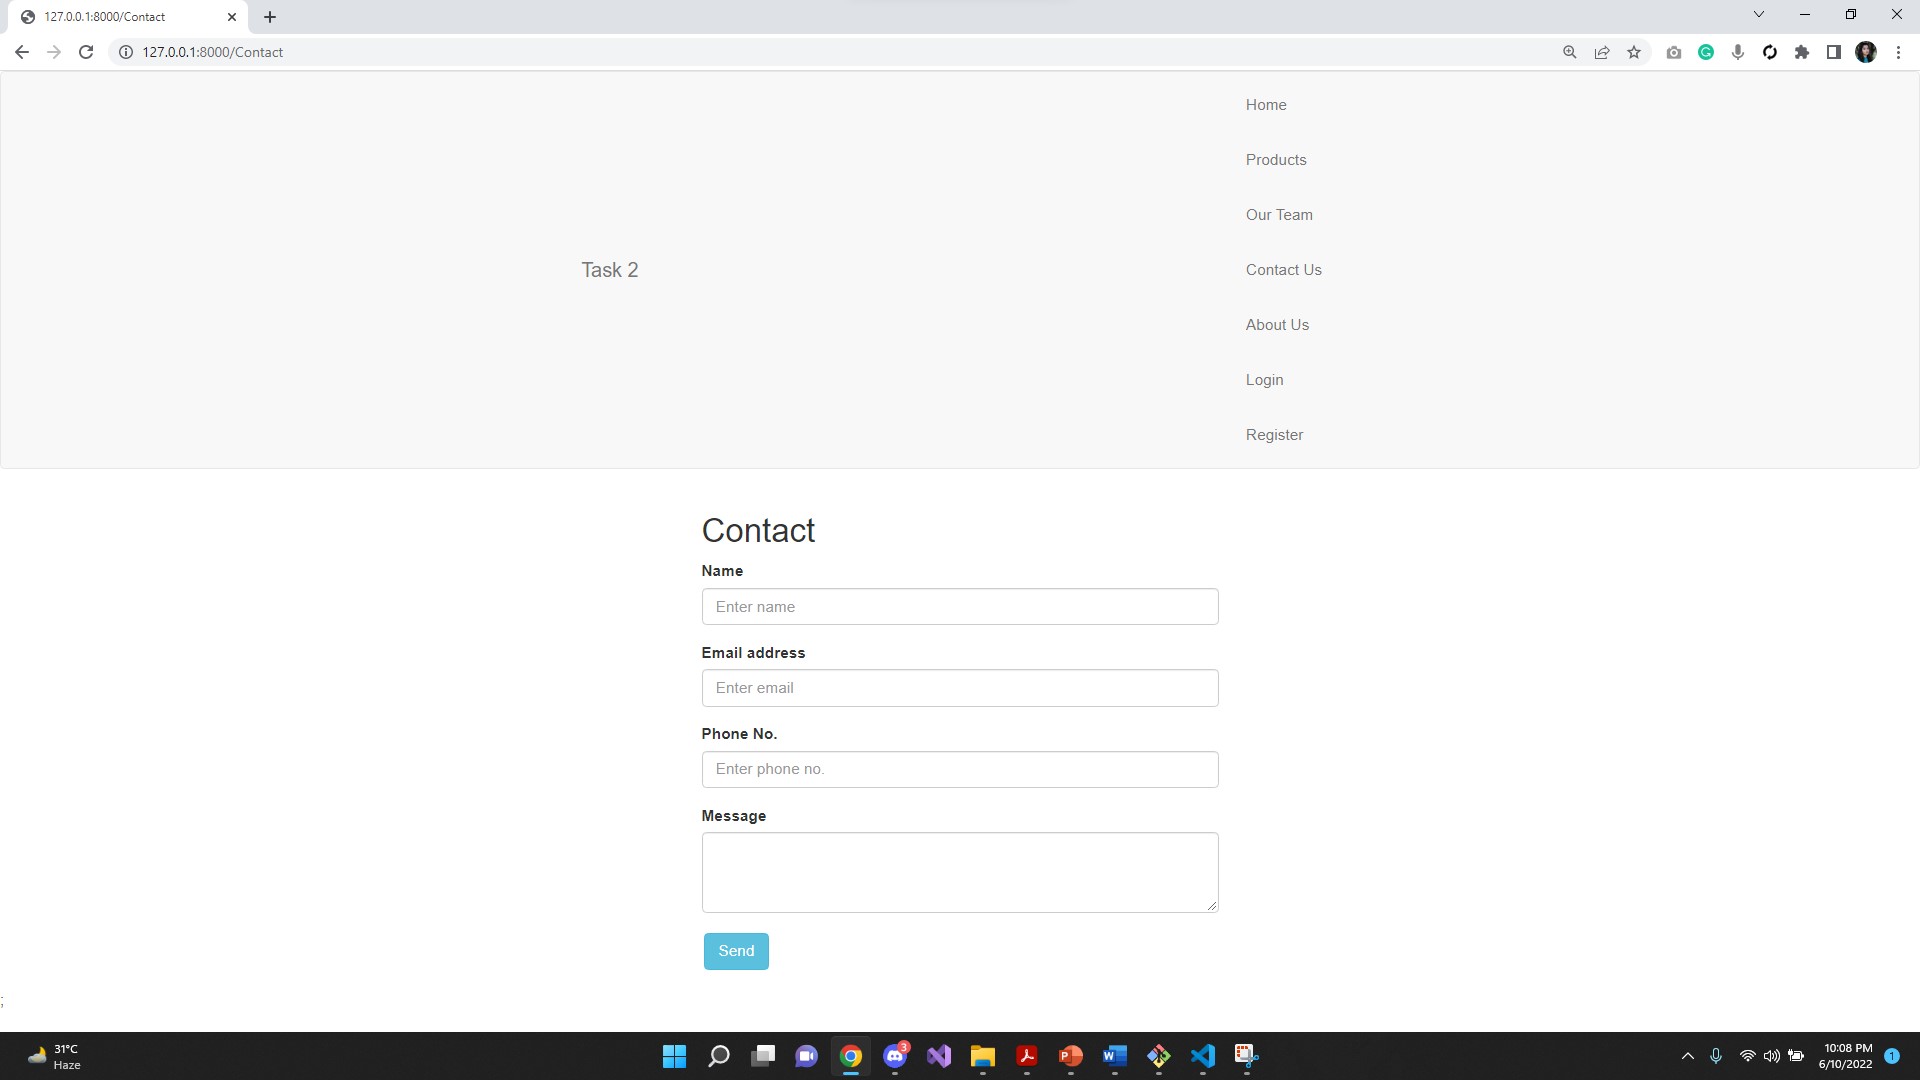 127.0.0.1:8000/Contact
127.0.0.1:8000/Contact
Home
Products
Our Team
Task 2
Contact Us
About Us
Login
Register
Contact
Name
Enter name
Email address
Enter email
Phone No.
Enter phone no.
Message
Send
;
31°C
Haze
3
10:08 PM
6/10/2022
1